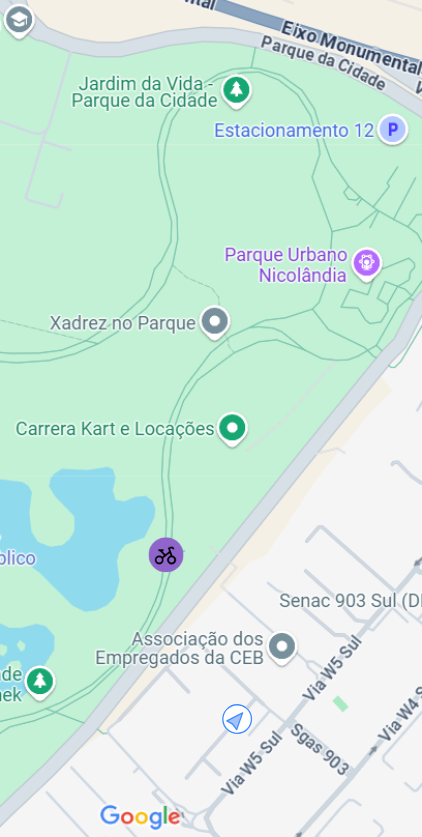 Eixo Monumental
Parque da Cidade
Jardim da Vida -
Parque da Cidade
Estacionamento 12
P
Parque Urbano
Nicolândia
Xadrez no Parque
Carrera Kart e Locações
Senac 903 Sul (D
Associação dos
Empregados da CEB
Via W5 Sul
Via W4
Sgas 903
Via W5 Sul
Google